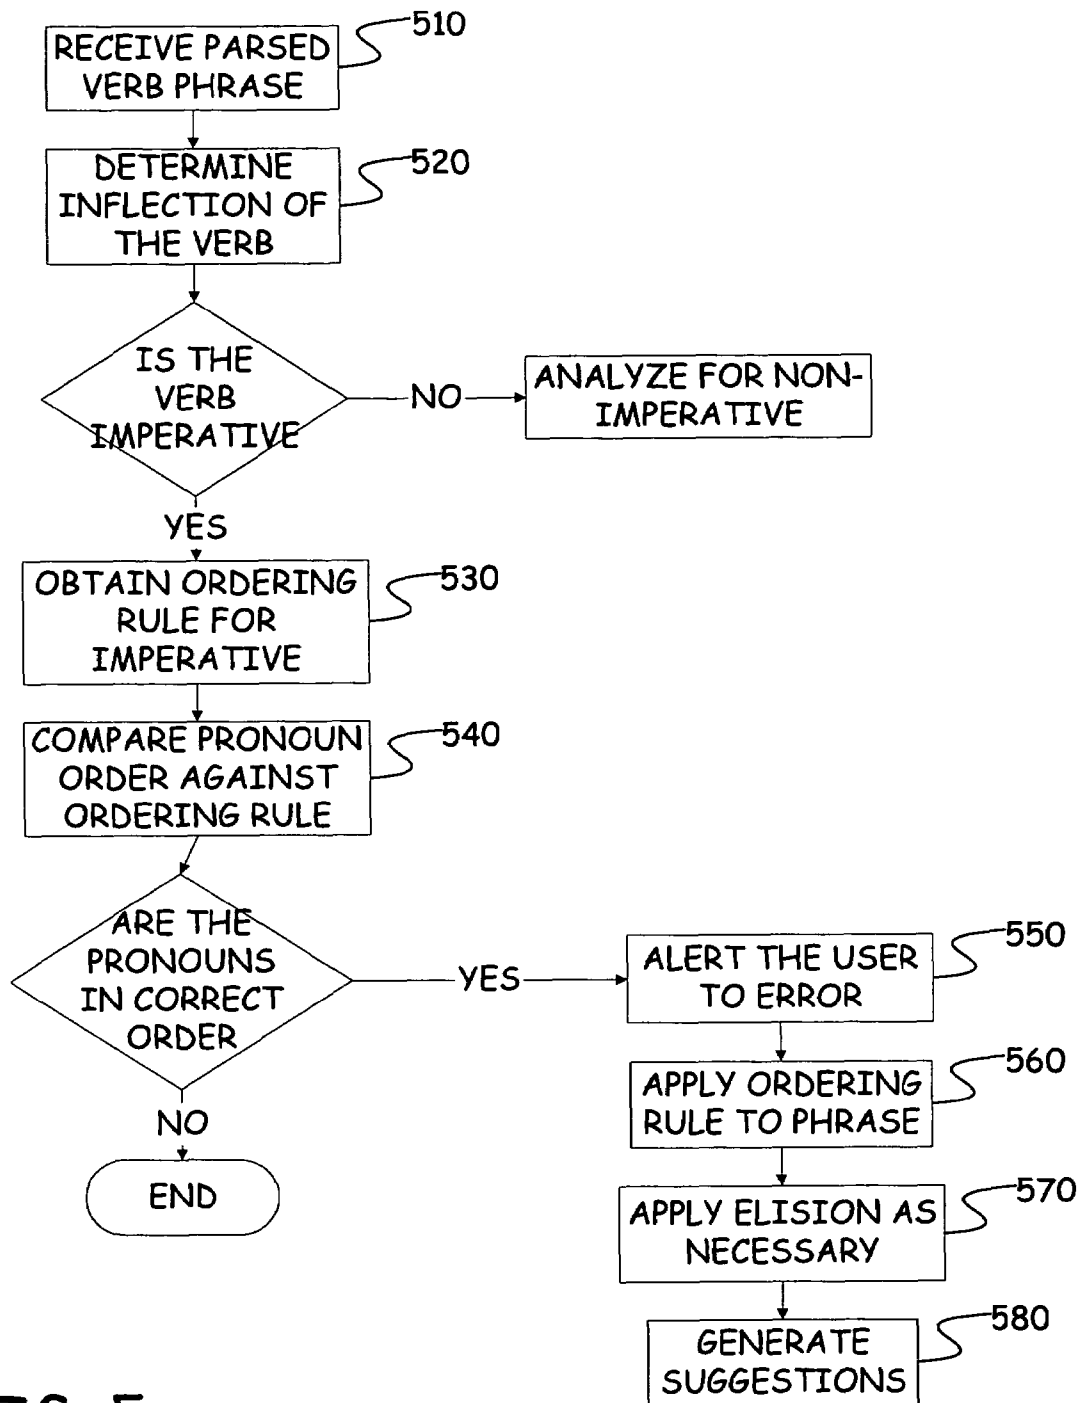 RECEIVE PARSED
VERB PHRASE
510
DETERMINE
INFLECTION OF
THE VERB
520
IS THE
VERB
IMPERATIVE
NO
ANALYZE FOR NON-
IMPERATIVE
YES
OBTAIN ORDERING
RULE FOR
IMPERATIVE
530
COMPARE PRONOUN
ORDER AGAINST
ORDERING RULE
540
ARE THE
PRONOUNS
IN CORRECT
ORDER
YES
ALERT THE USER
TO ERROR
550
APPLY ORDERING
RULE TO PHRASE
560
NO
END
APPLY ELISION AS
NECESSARY
570
GENERATE
SUGGESTIONS
580